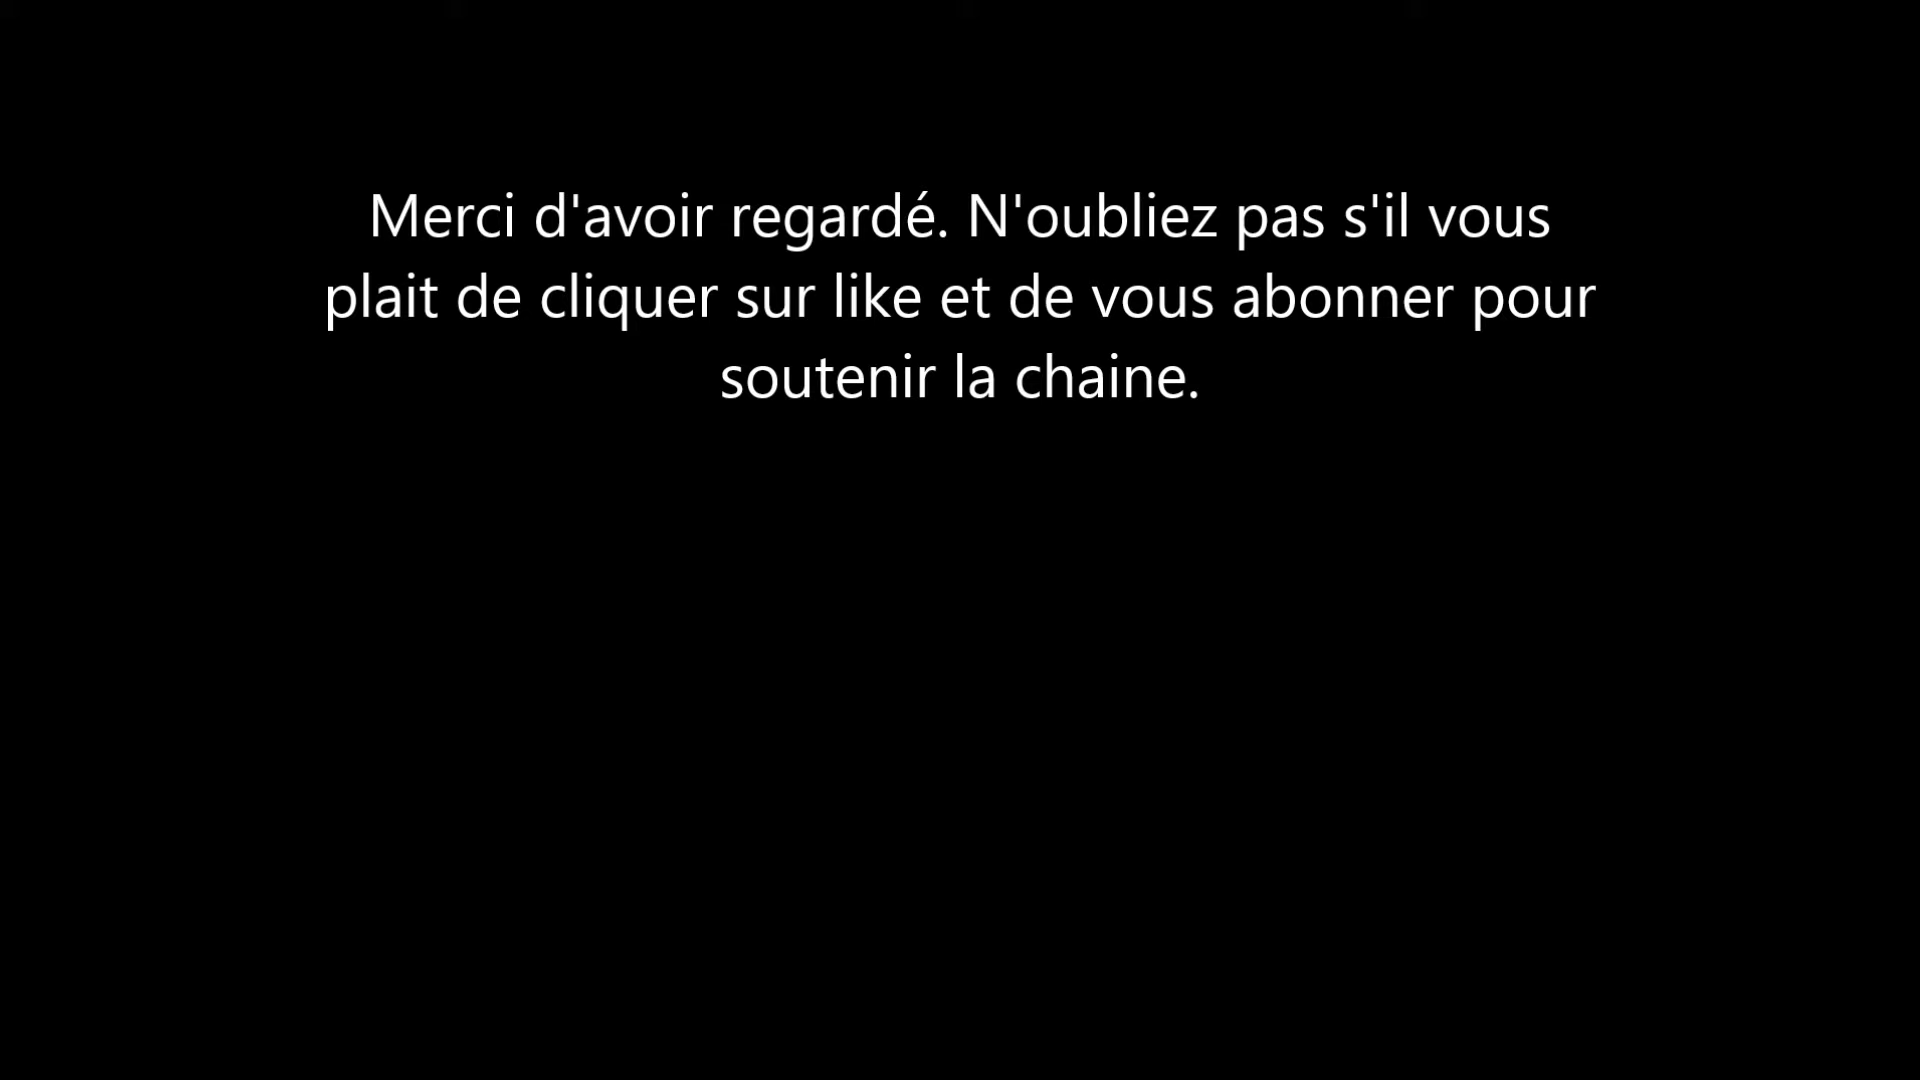 Merci d'avoir regardé. N'oubliez pas s'il vous
plait de cliquer sur like et de vous abonner pour
soutenir la chaine.